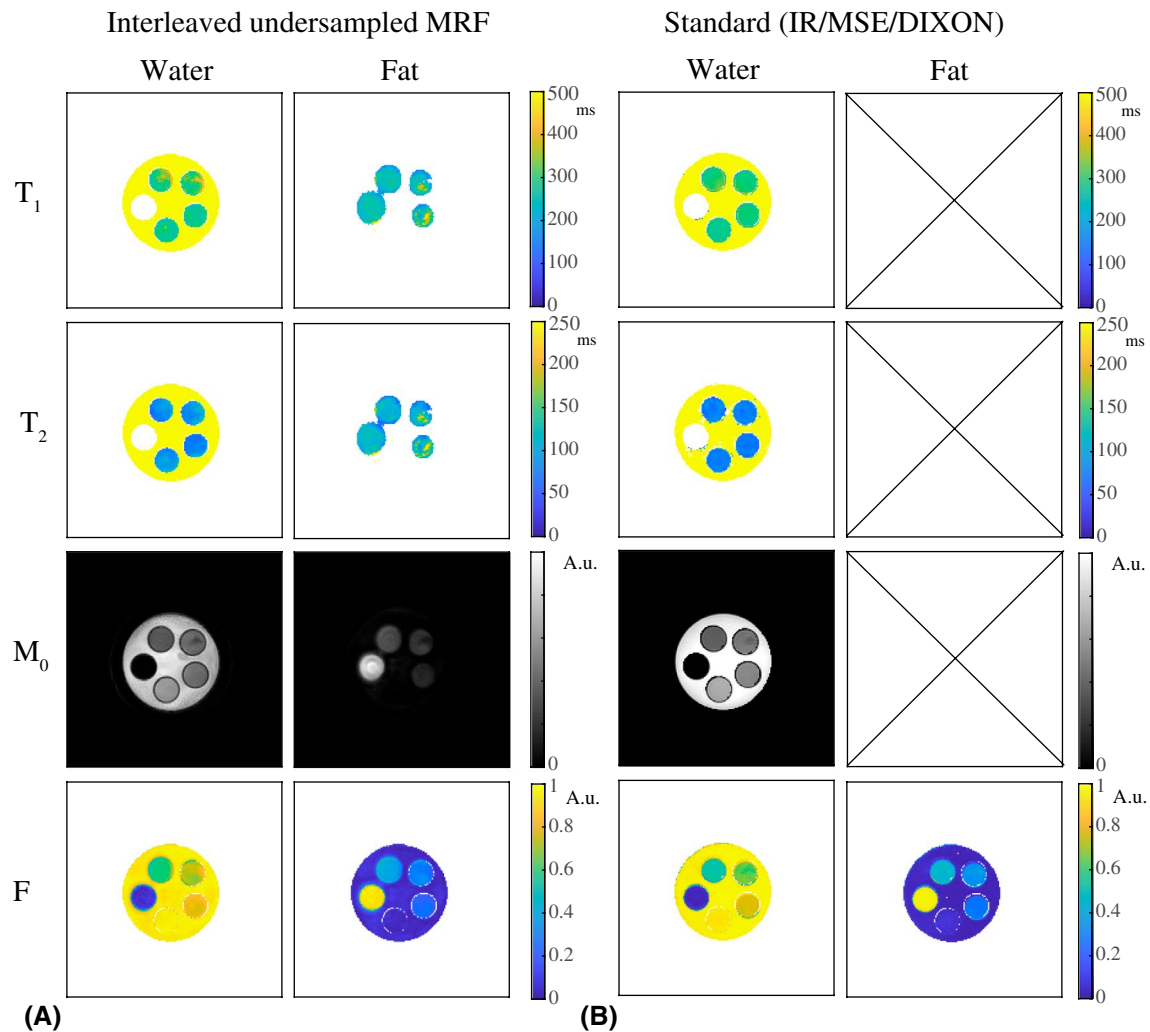 Interleaved undersampled MRF
Standard (IR/MSE/DIXON)
Water
Fat
Water
Fat
T1
500
ms
400
300
200
100
0
500
ms
400
300
200
100
0
T2
250
ms
200
150
100
50
0
250
ms
200
150
100
50
0
M0
A.u.
0
A.u.
0
F
1
A.u.
0.8
0.6
0.4
0.2
0
1
A.u.
0.8
0.6
0.4
0.2
0
(A)
(B)